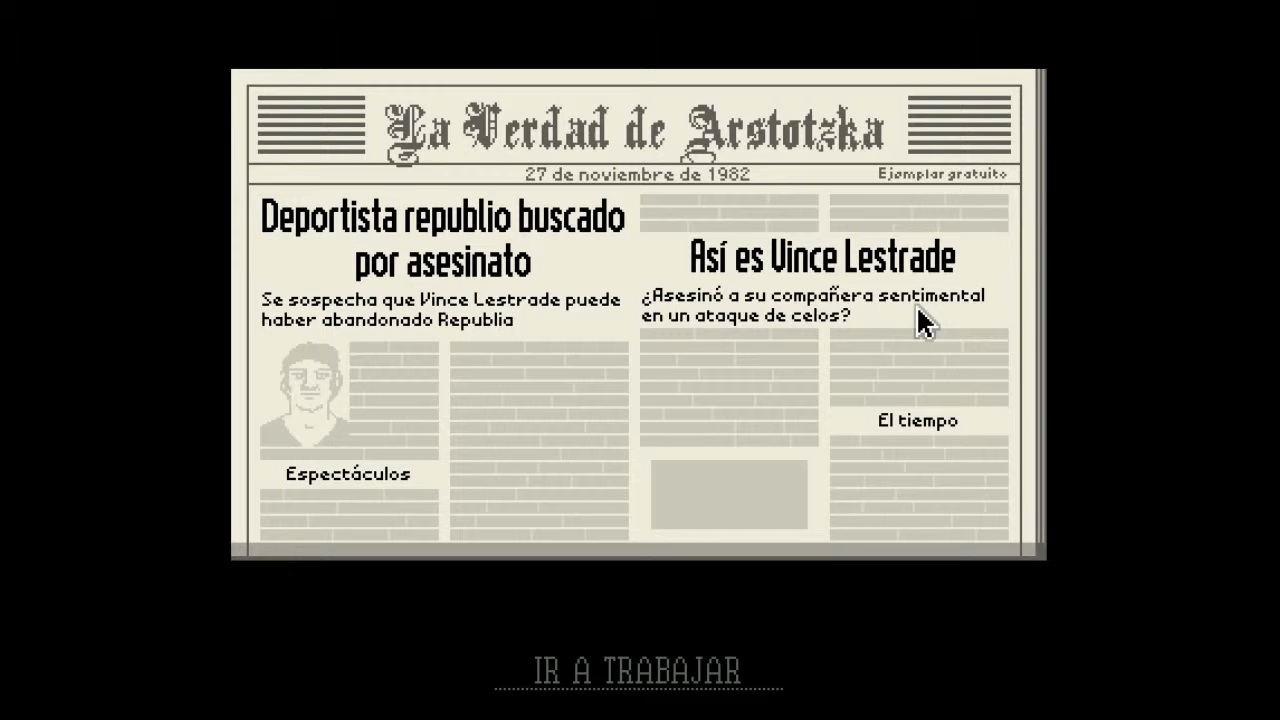 La Verdad de Arstotzka
27 de noviembre de 1982
Ejemplar gratuito
Deportista republio buscado
por asesinato
Se sospecha que Vince Lestrade puede
haber abandonado Republia
Espectáculos
Así es Vince Lestrade
¿Asesinó a su compañera sentimental
en un ataque de celos?
El tiempo
IR A TRABAJAR